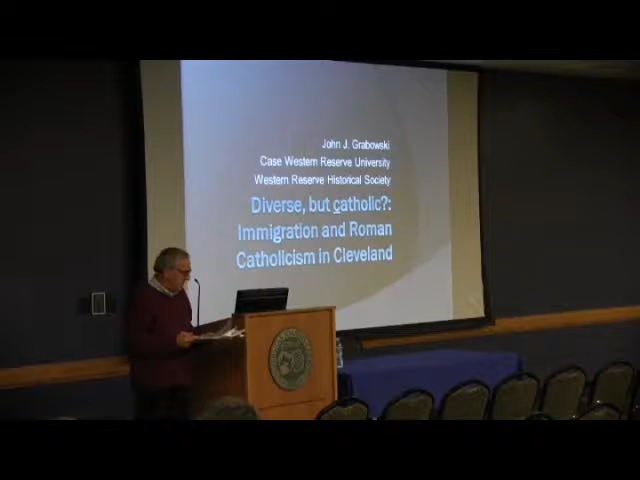 John J. Grabowski
Case Western Reserve University
Western Reserve Historical Society
Diverse, but catholic?:
Immigration and Roman
Catholicism in Cleveland